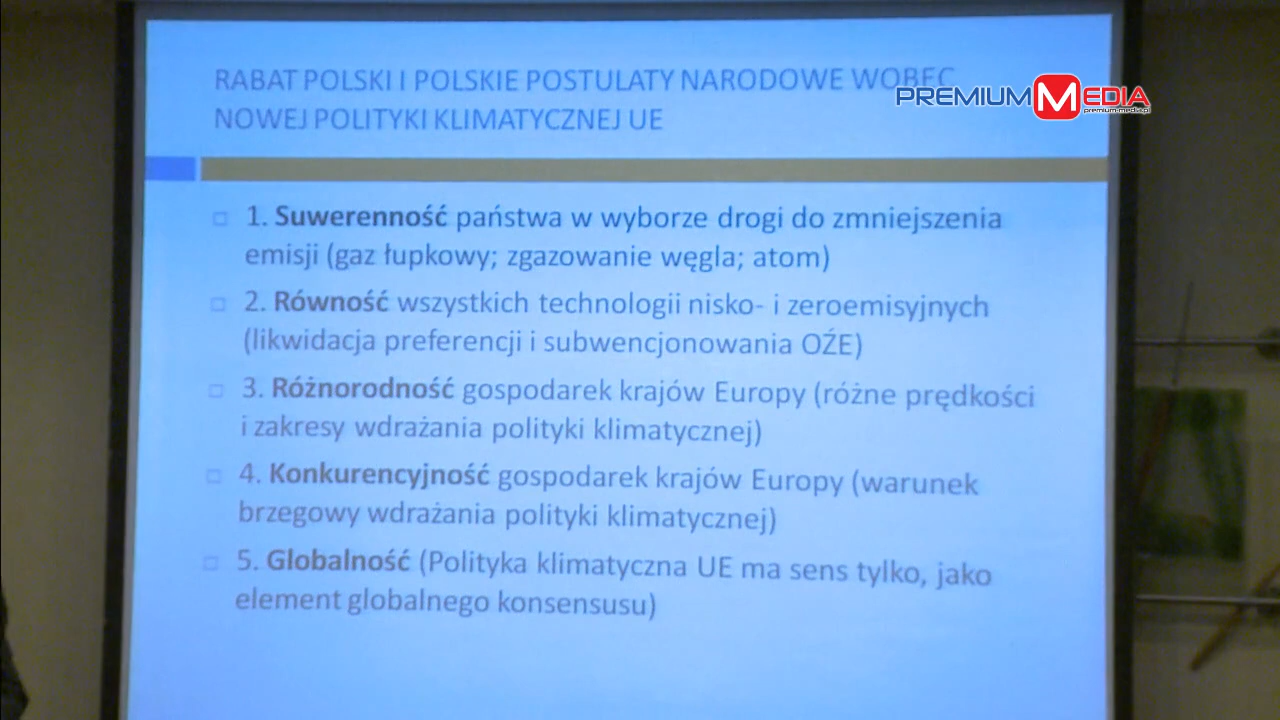 RABAT POLSKI I POLSKIE POSTULATY NARODOWE WOBEC
NOWEJ POLITYKI KLIMATYCZNEJ UE
PREMIUM MEDIA
premium-media.pl
1. Suwerenność państwa w wyborze drogi do zmniejszenia
emisji (gaz łupkowy; zgazowanie węgla; atom)
2. Równość wszystkich technologii nisko- i zeroemisyjnych
(likwidacja preferencji i subwencjonowania OŹE)
3. Różnorodność gospodarek krajów Europy (różne prędkości
i zakresy wdrażania polityki klimatycznej)
4. Konkurencyjność gospodarek krajów Europy (warunek
brzegowy wdrażania polityki klimatycznej)
5. Globalność (Polityka klimatyczna UE ma sens tylko, jako
element globalnego konsensusu)